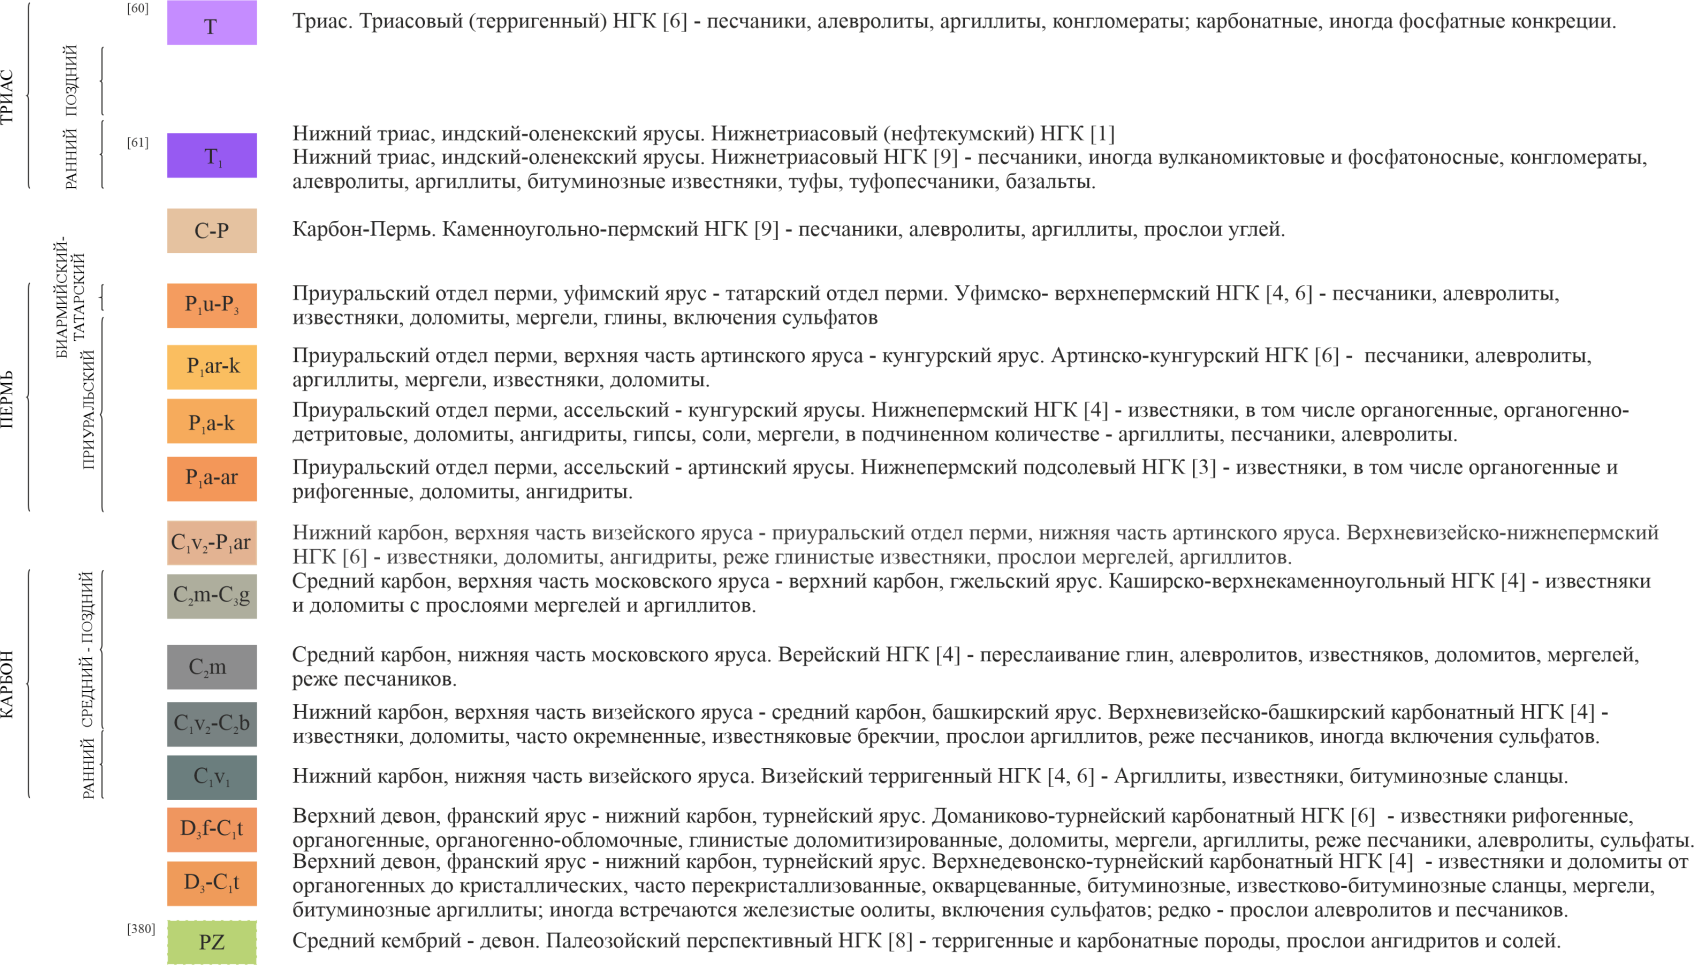 ТРИАС
ПОЗДНИЙ
РАННИЙ
[60]
T
Триас. Триасовый (терригенный) НГК [6] - песчаники, алевролиты, аргиллиты, конгломераты; карбонатные, иногда фосфатные конкреции.
[61]
T1
Нижний триас, индский-оленекский ярусы. Нижнетриасовый (нефтекумский) НГК [1]
Нижний триас, индский-оленекский ярусы. Нижнетриасовый НГК [9] - песчаники, иногда вулканомиктовые и фосфатоносные, конгломераты,
алевролиты, аргиллиты, битуминозные известняки, туфы, туфопесчаники, базальты.
C-P
Карбон-Пермь. Каменноугольно-пермский НГК [9] - песчаники, алевролиты, аргиллиты, прослои углей.
ПЕРМЬ
БИАРМИЙСКИЙ-
ТАТАРСКИЙ
ПРИУРАЛЬСКИЙ
P1u-P3
Приуральский отдел перми, уфимский ярус - татарский отдел перми. Уфимско- верхнепермский НГК [4, 6] - песчаники, алевролиты,
известняки, доломиты, мергели, глины, включения сульфатов
P1ar-k
Приуральский отдел перми, верхняя часть артинского яруса - кунгурский ярус. Артинско-кунгурский НГК [6] - песчаники, алевролиты,
аргиллиты, мергели, известняки, доломиты.
P1a-k
Приуральский отдел перми, ассельский - кунгурский ярусы. Нижнепермский НГК [4] - известняки, в том числе органогенные, органогенно-
детритовые, доломиты, ангидриты, гипсы, соли, мергели, в подчиненном количестве - аргиллиты, песчаники, алевролиты.
P1a-ar
Приуральский отдел перми, ассельский - артинский ярусы. Нижнепермский подсолевый НГК [3] - известняки, в том числе органогенные и
рифогенные, доломиты, ангидриты.
C1v2-P1ar
Нижний карбон, верхняя часть визейского яруса - приуральский отдел перми, нижняя часть артинского яруса. Верхневизейско-нижнепермский
НГК [6] - известняки, доломиты, ангидриты, реже глинистые известняки, прослои мергелей, аргиллитов.
КАРБОН
СРЕДНИЙ - ПОЗДНИЙ
РАННИЙ
C2m-C3g
Средний карбон, верхняя часть московского яруса - верхний карбон, гжельский ярус. Каширско-верхнекаменноугольный НГК [4] - известняки
и доломиты с прослоями мергелей и аргиллитов.
C2m
Средний карбон, нижняя часть московского яруса. Верейский НГК [4] - переслаивание глин, алевролитов, известняков, доломитов, мергелей,
реже песчаников.
C1v2-C2b
Нижний карбон, верхняя часть визейского яруса - средний карбон, башкирский ярус. Верхневизейско-башкирский карбонатный НГК [4] -
известняки, доломиты, часто окремненные, известняковые брекчии, прослои аргиллитов, реже песчаников, иногда включения сульфатов.
C1v1
Нижний карбон, нижняя часть визейского яруса. Визейский терригенный НГК [4, 6] - Аргиллиты, известняки, битуминозные сланцы.
D3f-C1t
Верхний девон, франский ярус - нижний карбон, турнейский ярус. Доманиково-турнейский карбонатный НГК [6] - известняки рифогенные,
органогенные, органогенно-обломочные, глинистые доломитизированные, доломиты, мергели, аргиллиты, реже песчаники, алевролиты, сульфаты.
D3-C1t
Верхний девон, франский ярус - нижний карбон, турнейский ярус. Верхнедевонско-турнейский карбонатный НГК [4] - известняки и доломиты от
органогенных до кристаллических, часто перекристаллизованные, окварцеванные, битуминозные, известково-битуминозные сланцы, мергели,
битуминозные аргиллиты; иногда встречаются железистые оолиты, включения сульфатов; редко - прослои алевролитов и песчаников.
[380]
PZ
Средний кембрий - девон. Палеозойский перспективный НГК [8] - терригенные и карбонатные породы, прослои ангидритов и солей.